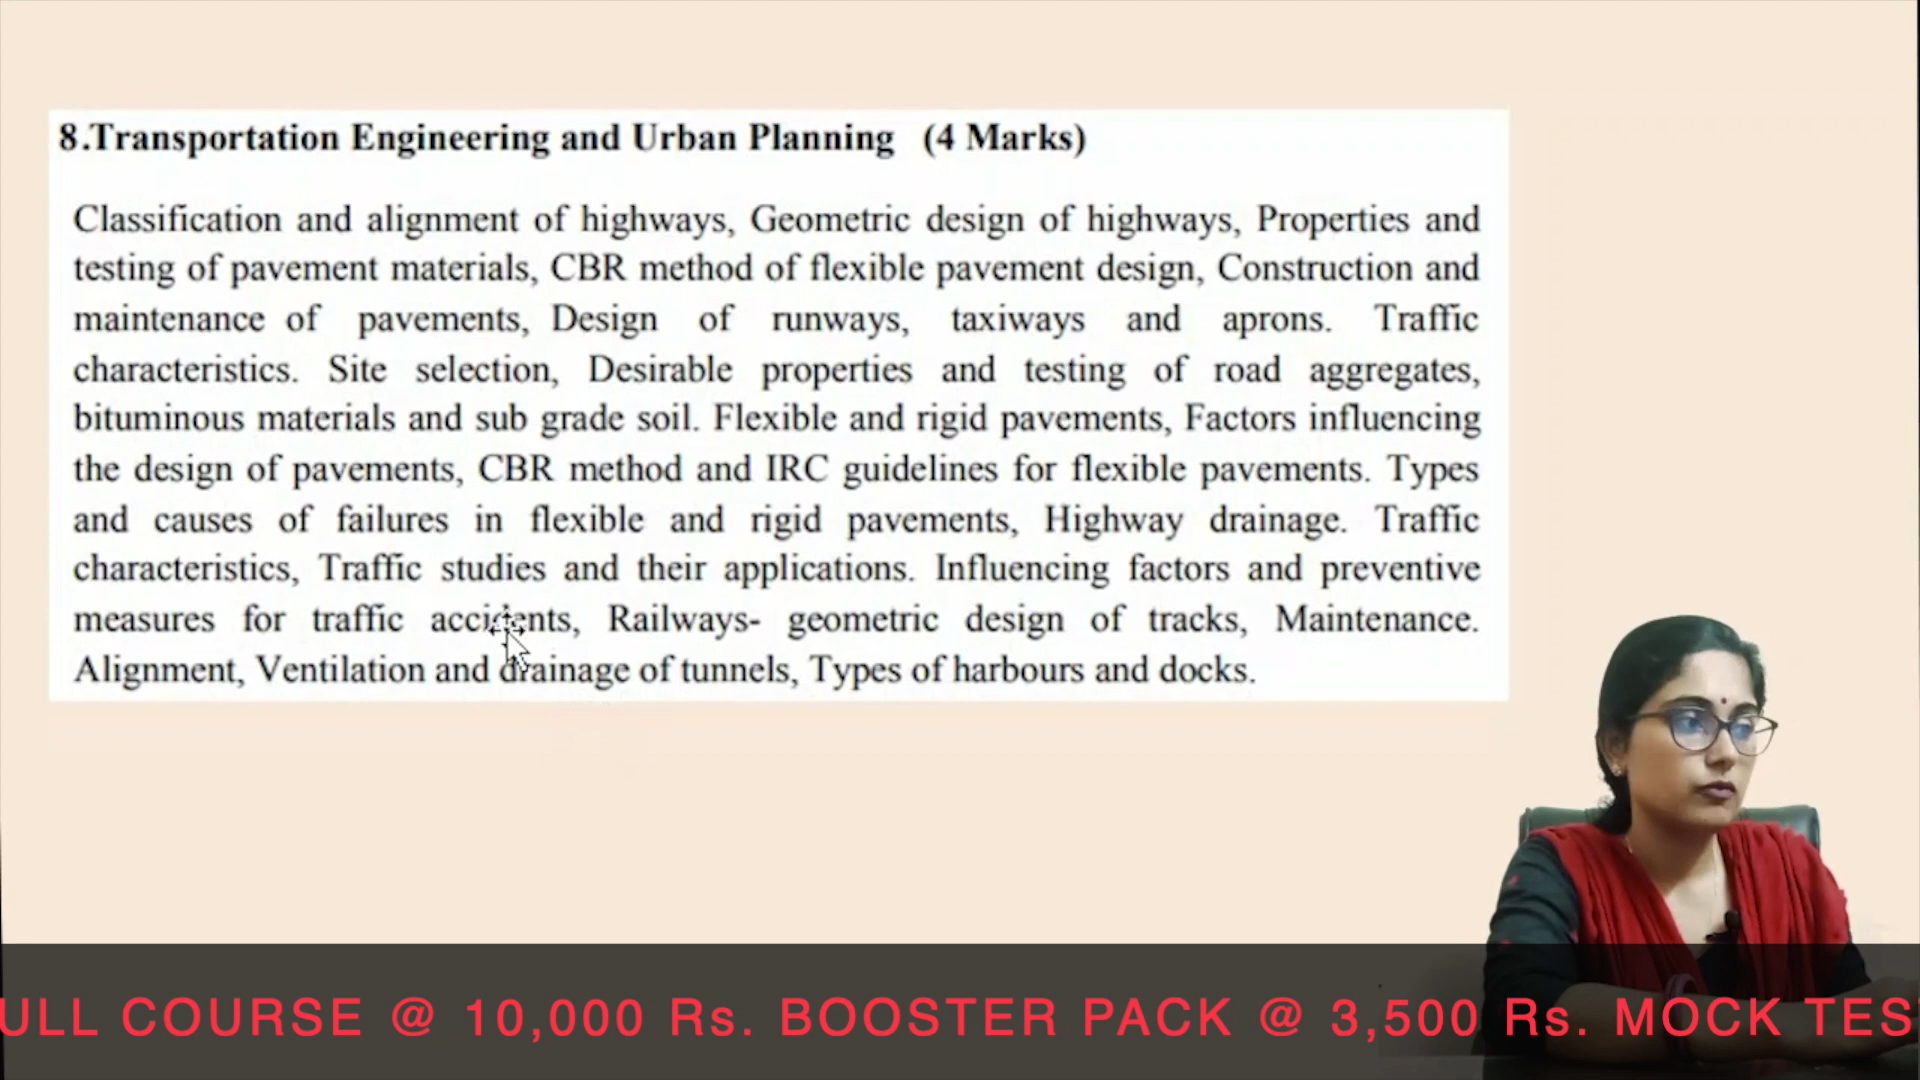 8.Transportation Engineering and Urban Planning (4 Marks)
Classification and alignment of highways, Geometric design of highways, Properties and
testing of pavement materials, CBR method of flexible pavement design, Construction and
maintenance of pavements, Design of runways, taxiways and aprons. Traffic
characteristics. Site selection, Desirable properties and testing of road aggregates,
bituminous materials and sub grade soil. Flexible and rigid pavements, Factors influencing
the design of pavements, CBR method and IRC guidelines for flexible pavements. Types
and causes of failures in flexible and rigid pavements, Highway drainage. Traffic
characteristics, Traffic studies and their applications. Influencing factors and preventive
measures for traffic accidents, Railways- geometric design of tracks, Maintenance.
Alignment, Ventilation and drainage of tunnels, Types of harbours and docks.
ULL COURSE @ 10,000 Rs. BOOSTER PACK @ 3,500 Rs. MOCK TES